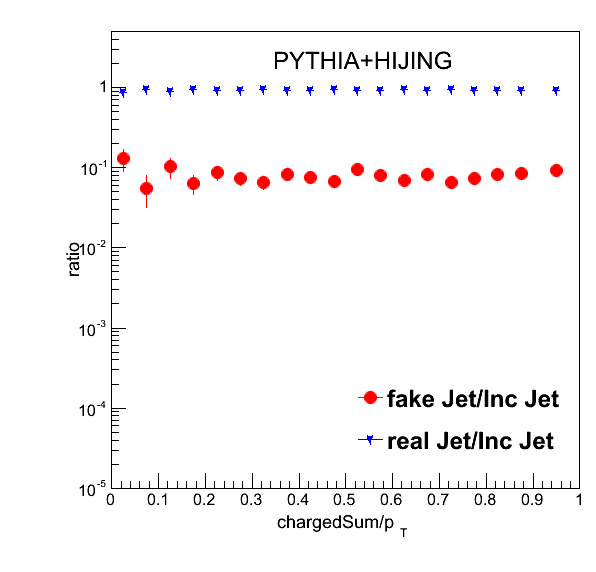 PYTHIA+HIJING
1
10-1
10-2
10-3
10-4
10-5
ratio
fake Jet/Inc Jet
real Jet/Inc Jet
0 0.1 0.2 0.3 0.4 0.5 0.6 0.7 0.8 0.9 1
chargedSum/p T